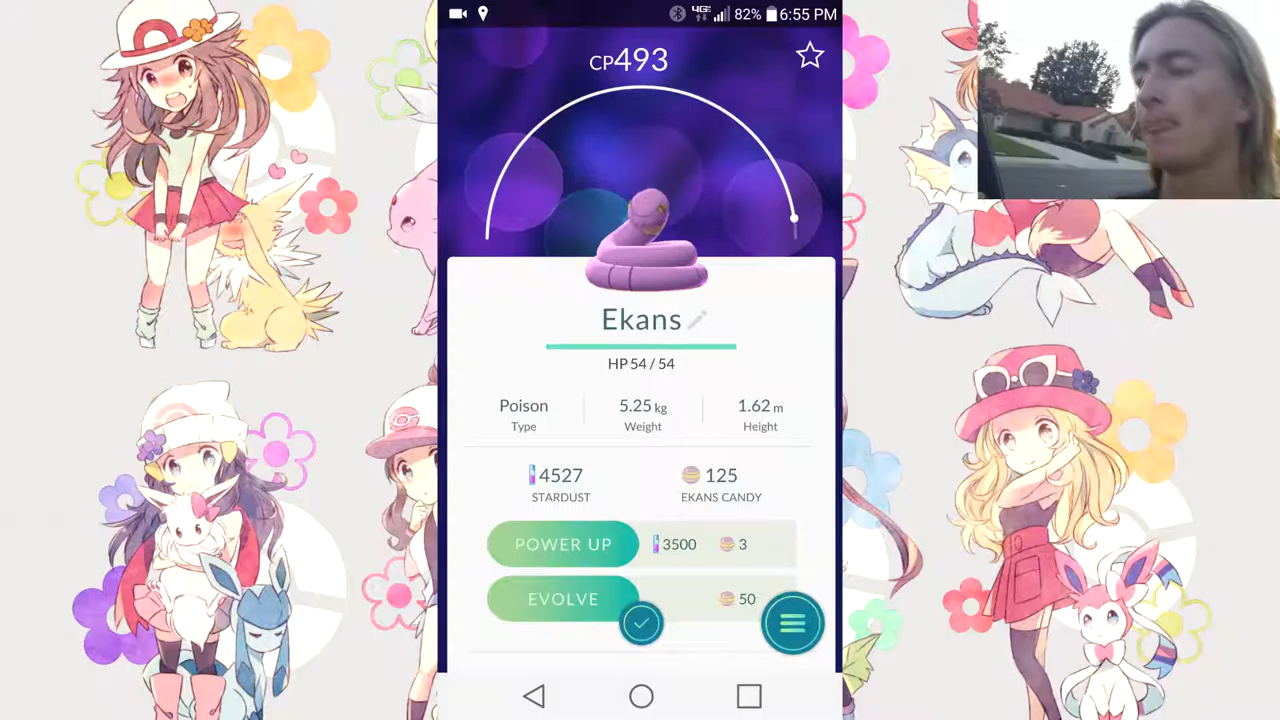 4GE 82% 6:55 PM
CP493
Ekans
HP 54 / 54
Poison 5.25 kg 1.62 m
Type Weight Height
4527 125
STARDUST EKANS CANDY
POWER UP 3500 3
EVOLVE 50